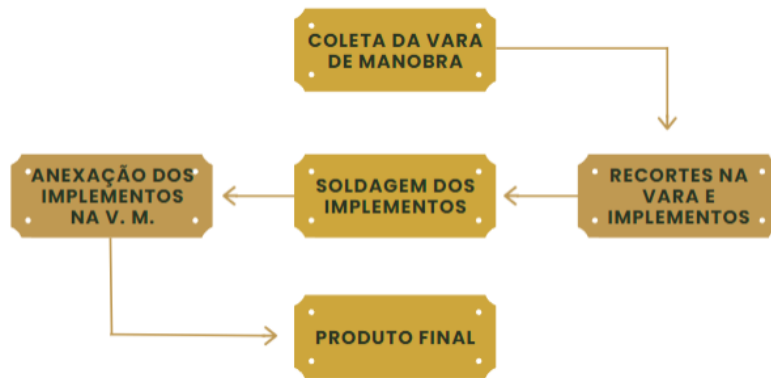 COLETA DA VARA
DE MANOBRA
RECORTES NA
VARA E
IMPLEMENTOS
SOLDAGEM DOS
IMPLEMENTOS
ANEXAÇÃO DOS
IMPLEMENTOS
NA V. M.
PRODUTO FINAL